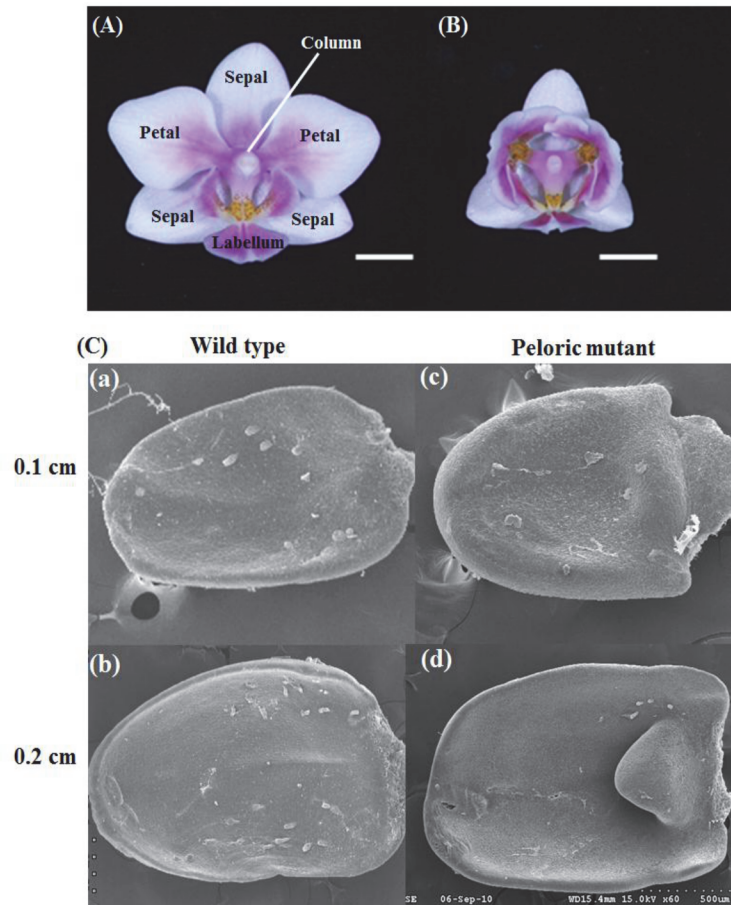 (A)
Column
Sepal
Petal
Petal
Sepal
Sepal
Labellum
(B)
(C)
Wild type
Peloric mutant
0.1 cm
(a)
(c)
0.2 cm
(b)
(d)
SE 06-Sep-10 WD15.4mm 15.0kV x60 500um